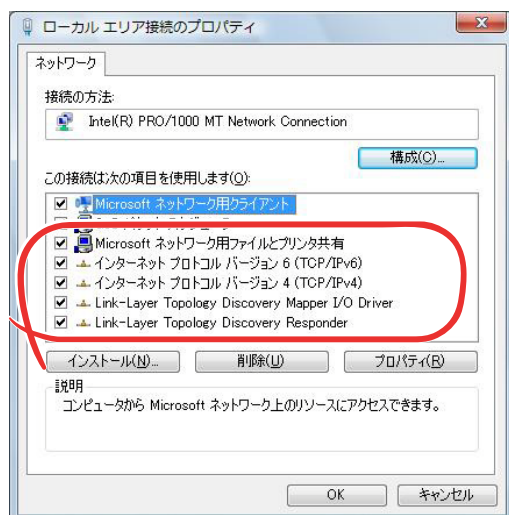 ローカル エリア接続のプロパティ
ネットワーク
接続の方法:
Intel(R) PRO/1000 MT Network Connection
構成(C)...
この接続は次の項目を使用します(O):
Microsoft ネットワーク用クライアント
Microsoft ネットワーク用ファイルとプリンタ共有
インターネット プロトコル バージョン 6 (TCP/IPv6)
インターネット プロトコル バージョン 4 (TCP/IPv4)
Link-Layer Topology Discovery Mapper I/O Driver
Link-Layer Topology Discovery Responder
インストール(N)... 削除(U) プロパティ(R)
説明
コンピュータから Microsoft ネットワーク上のリソースにアクセスできます。
OK キャンセル